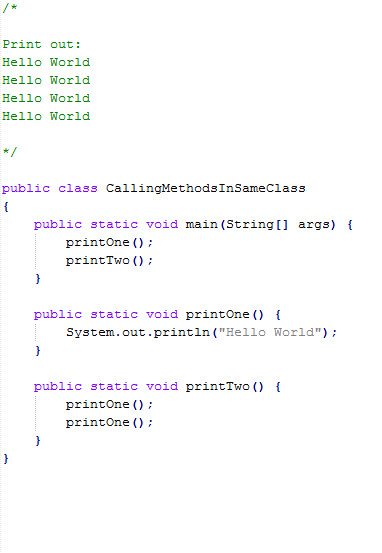 /*
Print out:
Hello World
Hello World
Hello World
Hello World
*/
public class CallingMethodsInSameClass
{
    public static void main(String[] args) {
        printOne();
        printTwo();
    }
    public static void printOne() {
        System.out.println("Hello World");
    }
    public static void printTwo() {
        printOne();
        printOne();
    }
}